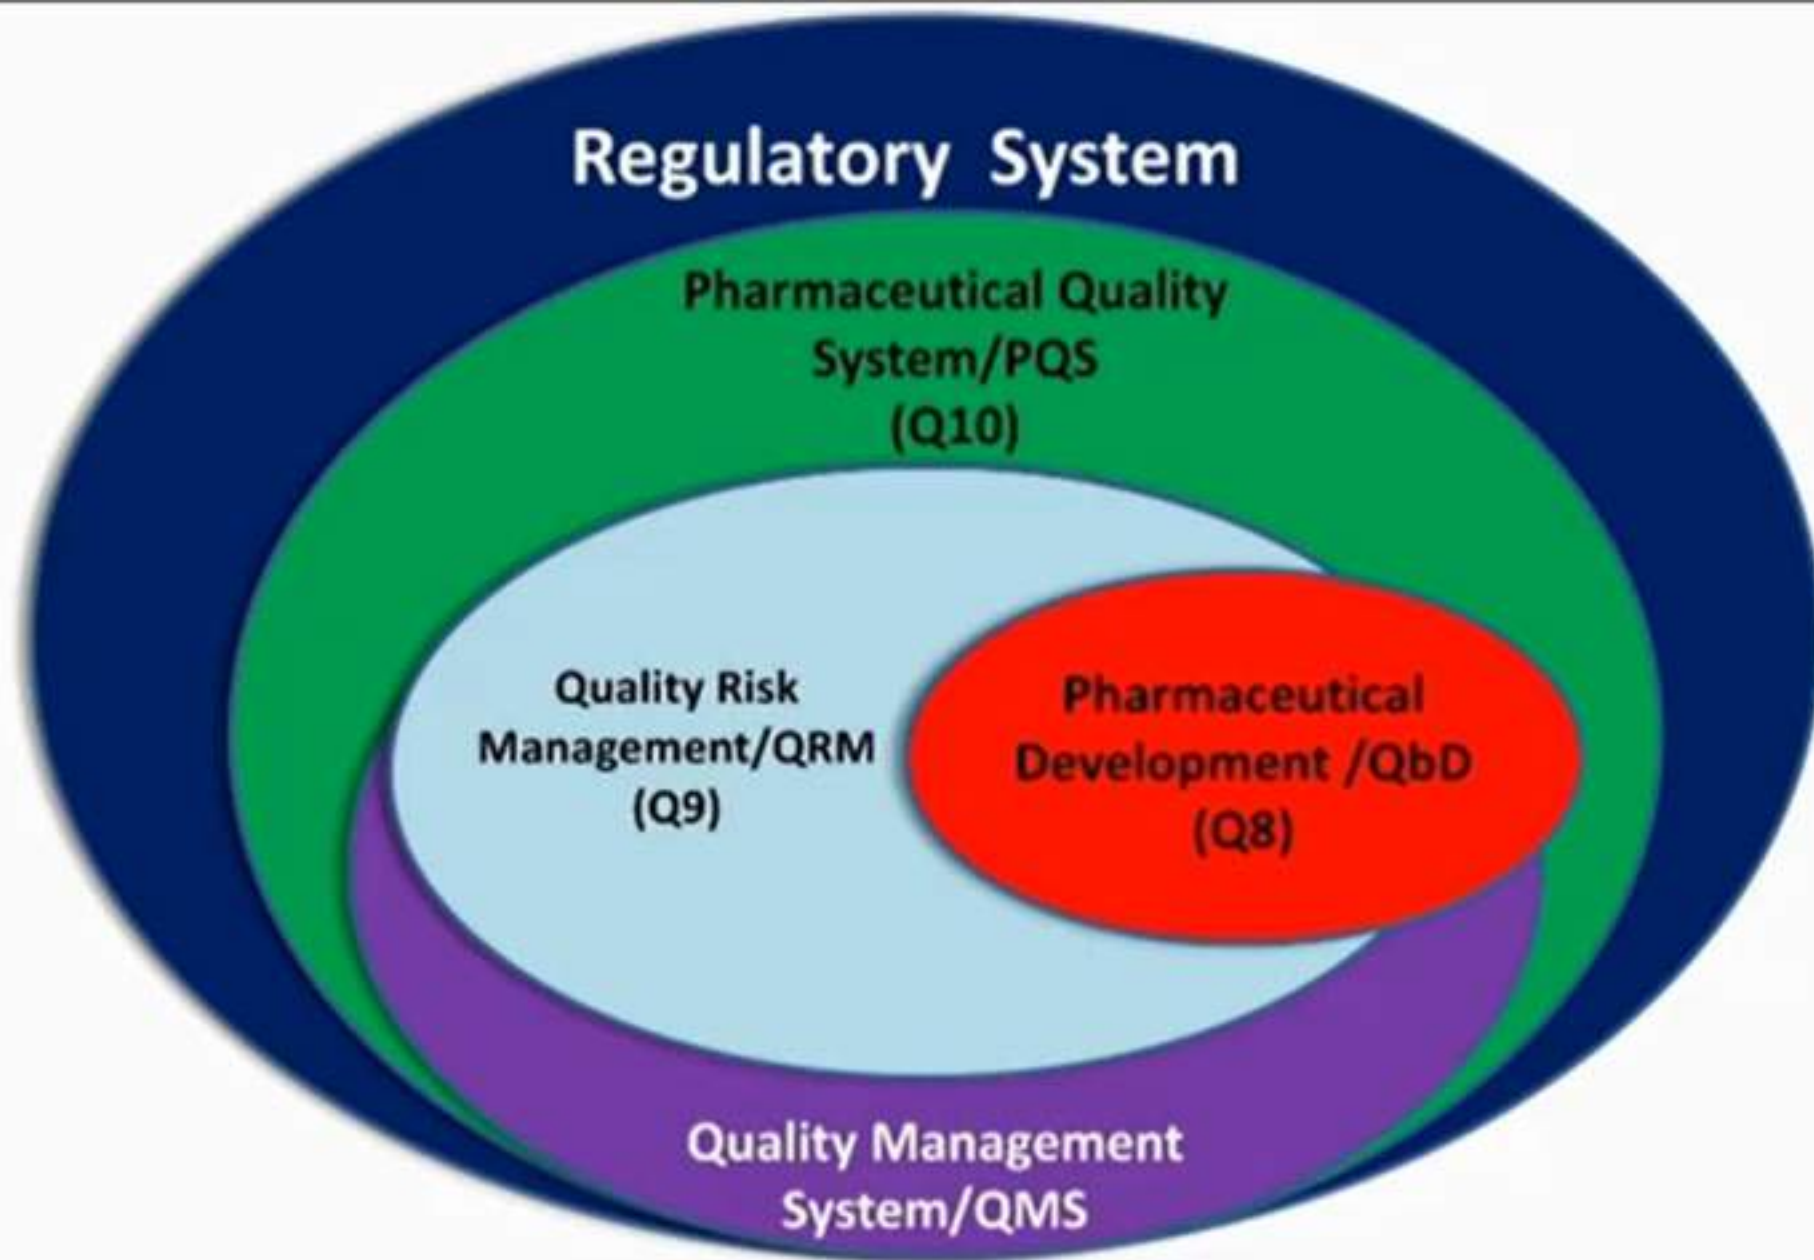 Regulatory System
Pharmaceutical Quality
System/PQS
(Q10)
Quality Risk
Management/QRM
(Q9)
Pharmaceutical
Development /QbD
(Q8)
Quality Management
System/QMS